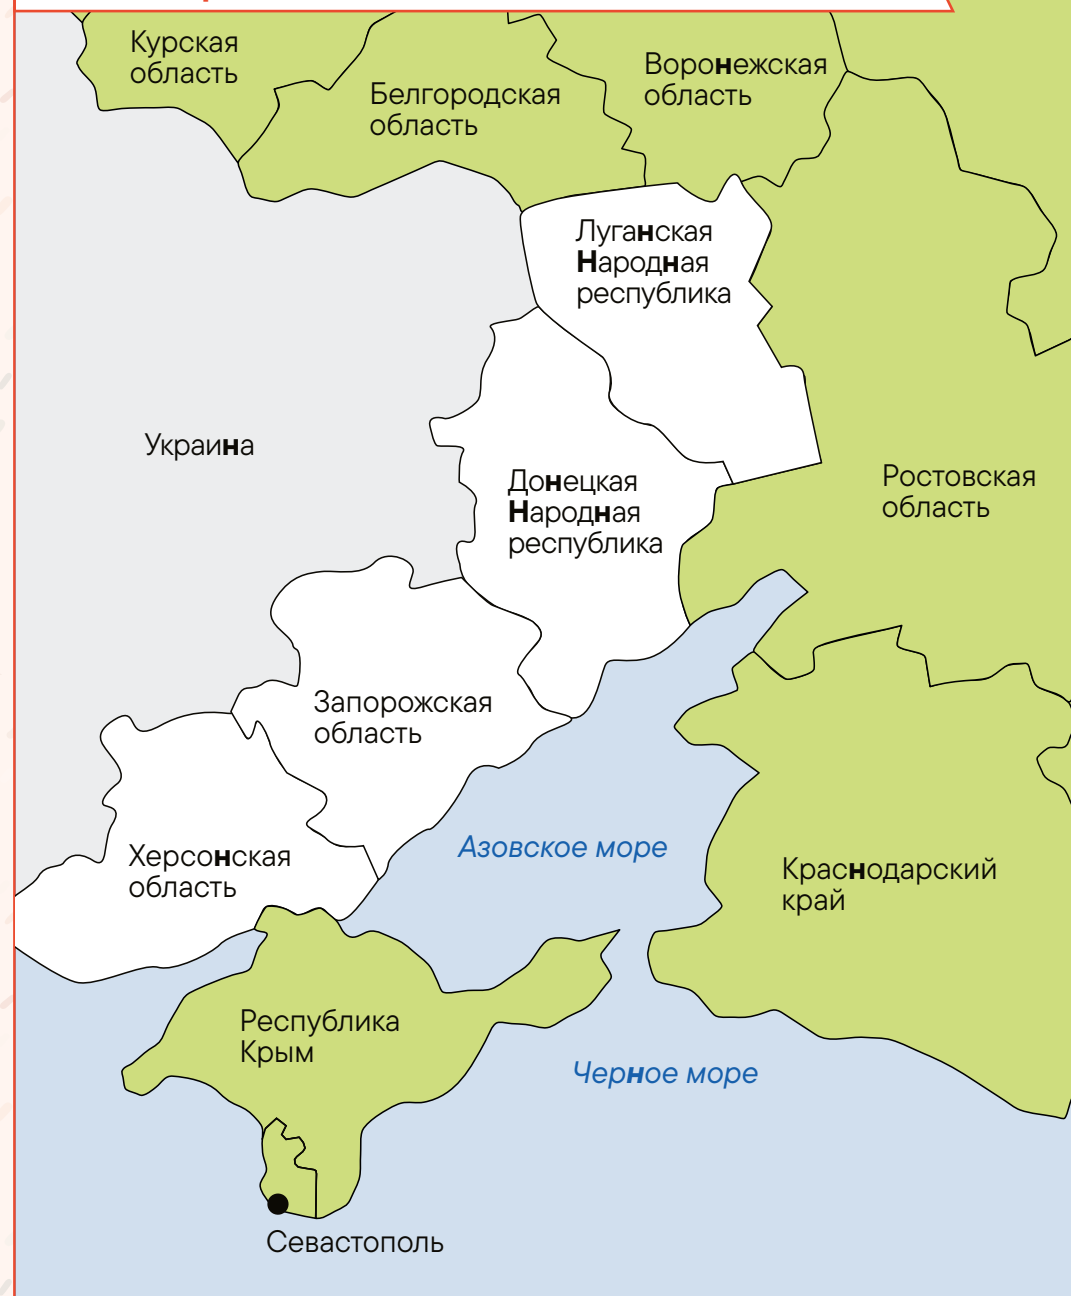 Курская
область
Белгородская
область
Воронежская
область
Луганская
Народная
республика
Украина
Донецкая
Народная
республика
Ростовская
область
Запорожская
область
Азовское море
Херсонская
область
Краснодарский
край
Республика
Крым
Черное море
Севастополь